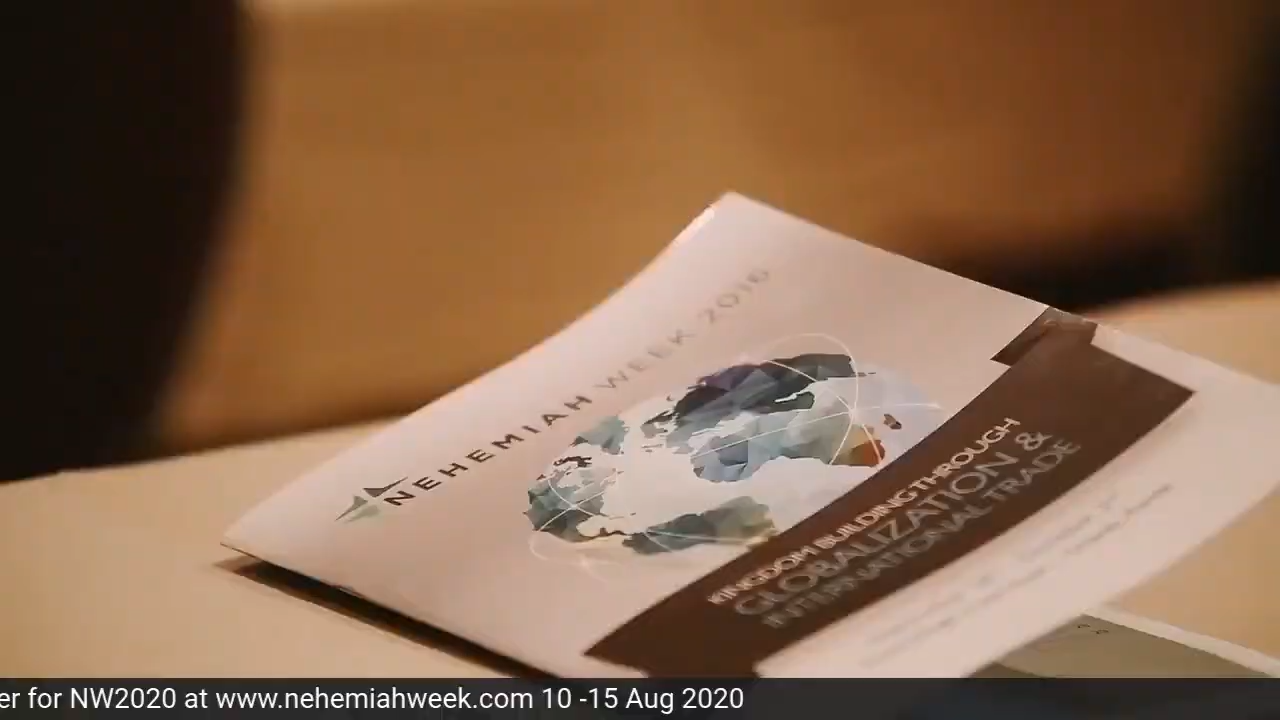 NEHEMIAH WEEK 2016
KINGDOM BUILDING THROUGH
GLOBALIZATION &
INTERNATIONAL TRADE
er for NW2020 at www.nehemiahweek.com 10 -15 Aug 2020